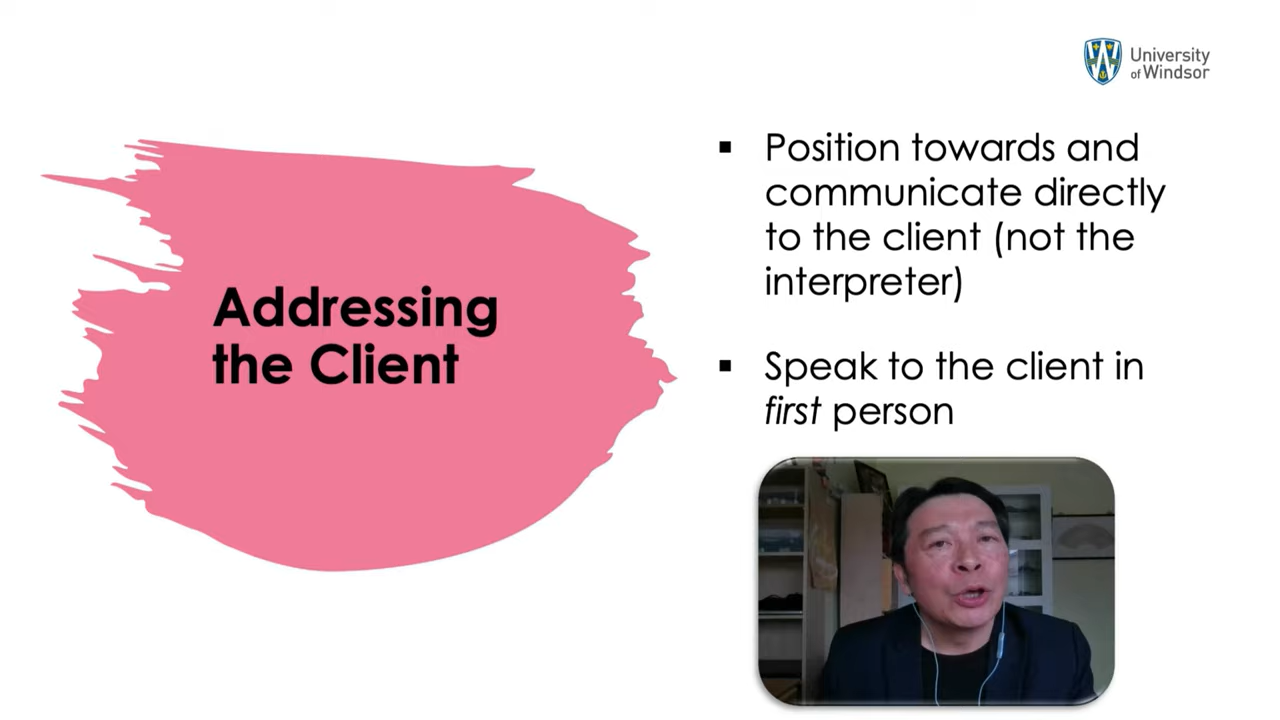 University
of Windsor
Addressing
the Client
▪ Position towards and
communicate directly
to the client (not the
interpreter)
▪ Speak to the client in
first person